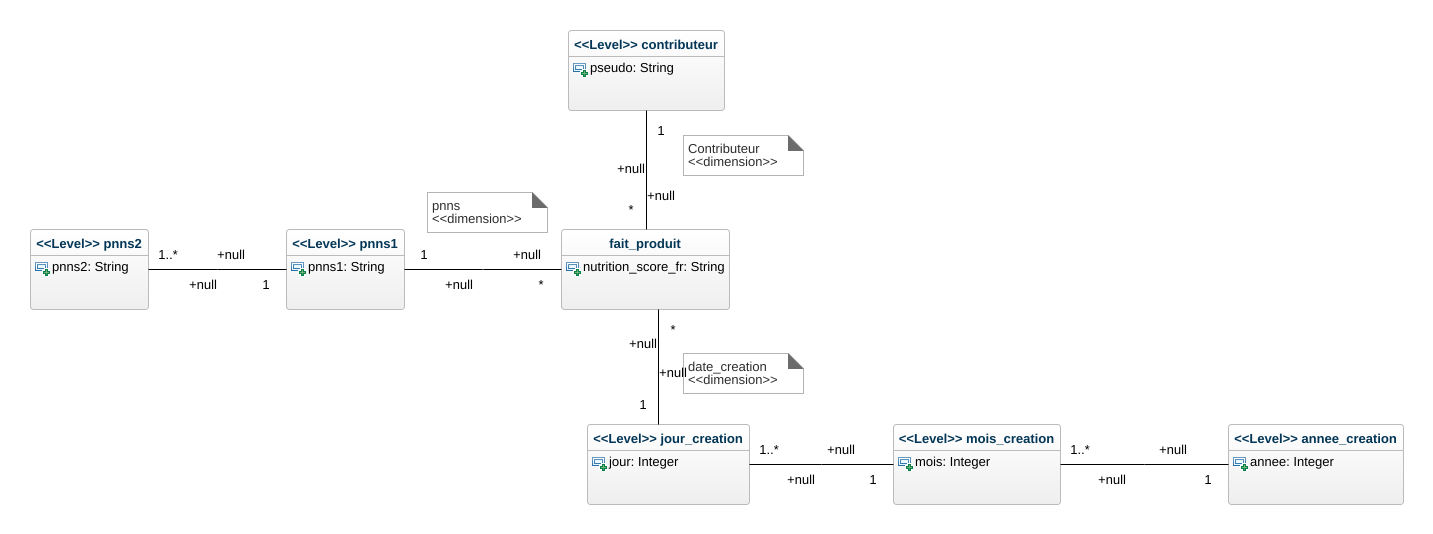 <<Level>> contributeur
pseudo: String
1
Contributeur
<<dimension>>
+null
+null
*
pnns
<<dimension>>
<<Level>> pnns2
pnns2: String
1..*
+null
+null
1
<<Level>> pnns1
pnns1: String
1
+null
+null
*
fait_produit
nutrition_score_fr: String
*
+null
date_creation
<<dimension>>
+null
1
<<Level>> jour_creation
jour: Integer
1..*
+null
+null
1
<<Level>> mois_creation
mois: Integer
1..*
+null
+null
1
<<Level>> annee_creation
annee: Integer